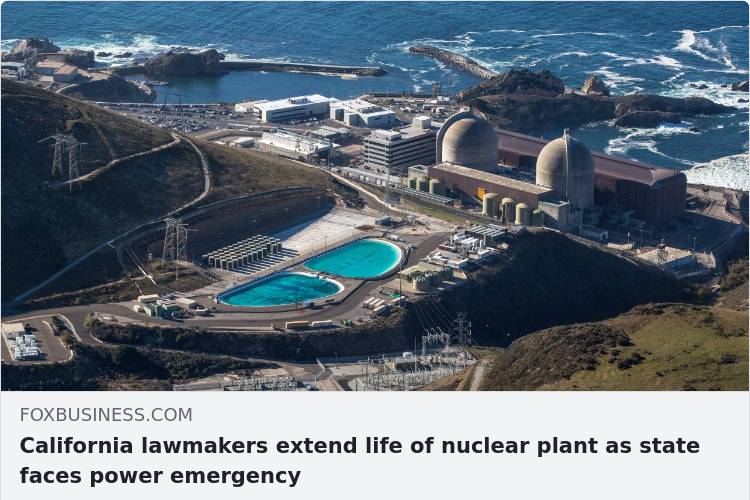 FOXBUSINESS.COM
California lawmakers extend life of nuclear plant as state
faces power emergency